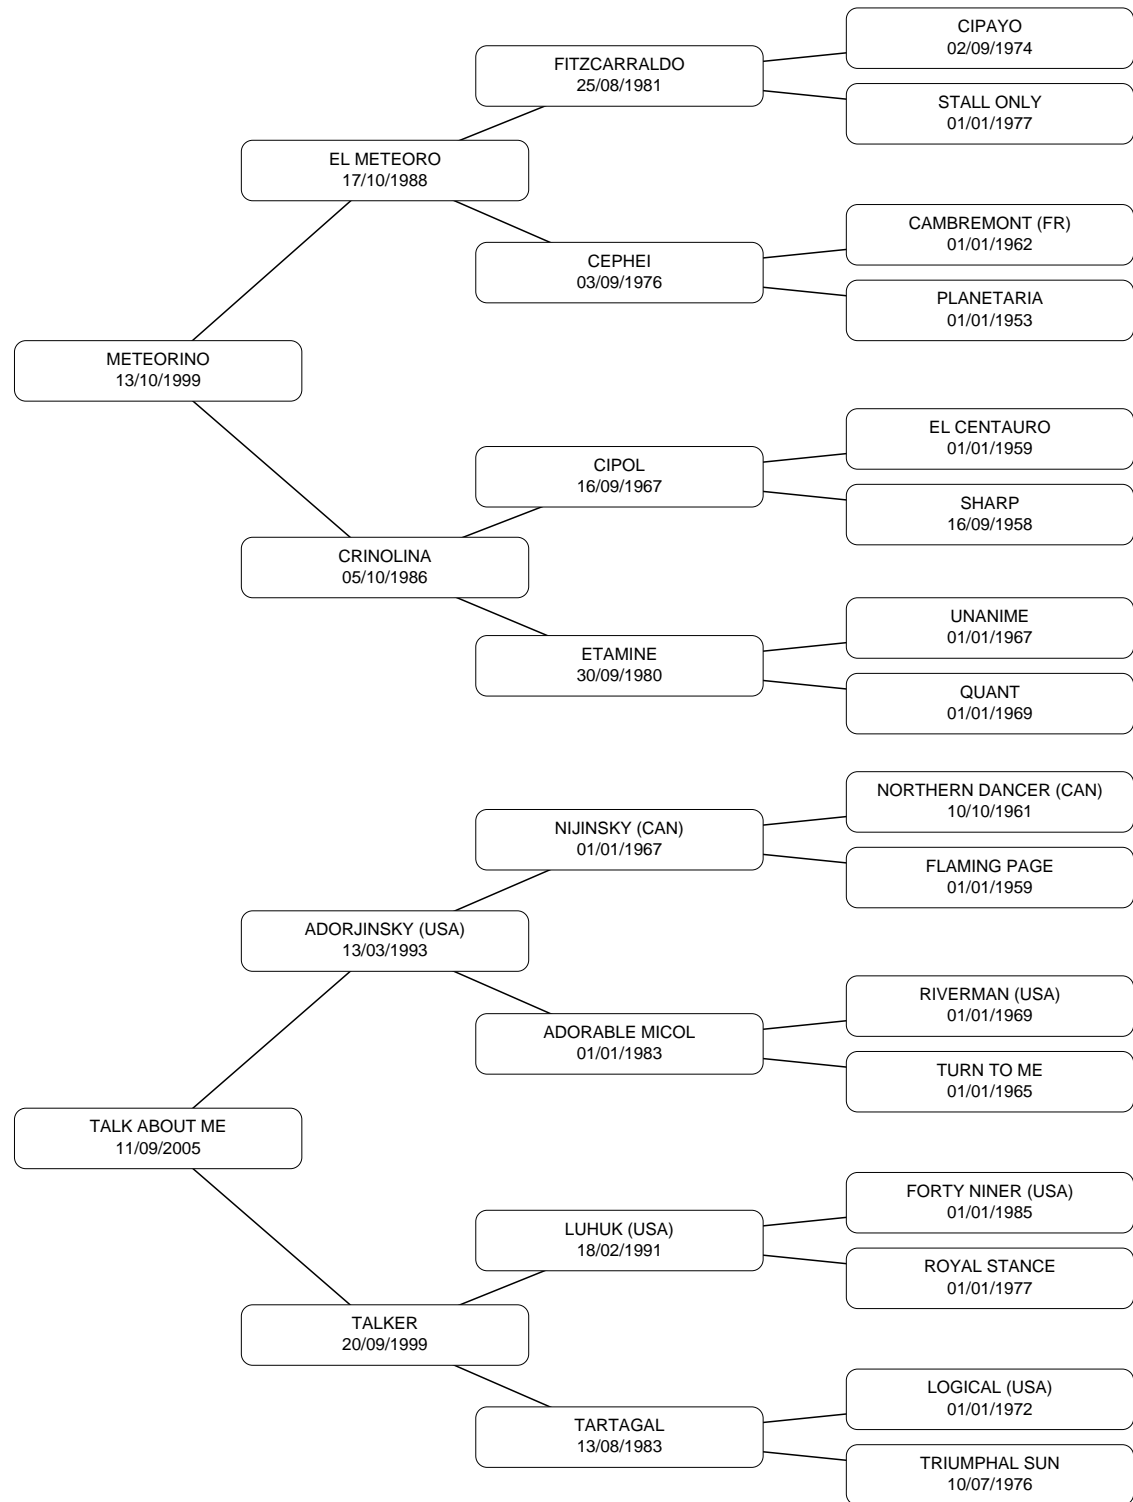 CIPAYO
02/09/1974
FITZCARRALDO
25/08/1981
STALL ONLY
01/01/1977
EL METEORO
17/10/1988
CAMBREMONT (FR)
01/01/1962
CEPHEI
03/09/1976
PLANETARIA
01/01/1953
METEORINO
13/10/1999
EL CENTAURO
01/01/1959
CIPOL
16/09/1967
SHARP
16/09/1958
CRINOLINA
05/10/1986
UNANIME
01/01/1967
ETAMINE
30/09/1980
QUANT
01/01/1969
NORTHERN DANCER (CAN)
10/10/1961
NIJINSKY (CAN)
01/01/1967
FLAMING PAGE
01/01/1959
ADORJINSKY (USA)
13/03/1993
RIVERMAN (USA)
01/01/1969
ADORABLE MICOL
01/01/1983
TURN TO ME
01/01/1965
TALK ABOUT ME
11/09/2005
FORTY NINER (USA)
01/01/1985
LUHUK (USA)
18/02/1991
ROYAL STANCE
01/01/1977
TALKER
20/09/1999
LOGICAL (USA)
01/01/1972
TARTAGAL
13/08/1983
TRIUMPHAL SUN
10/07/1976